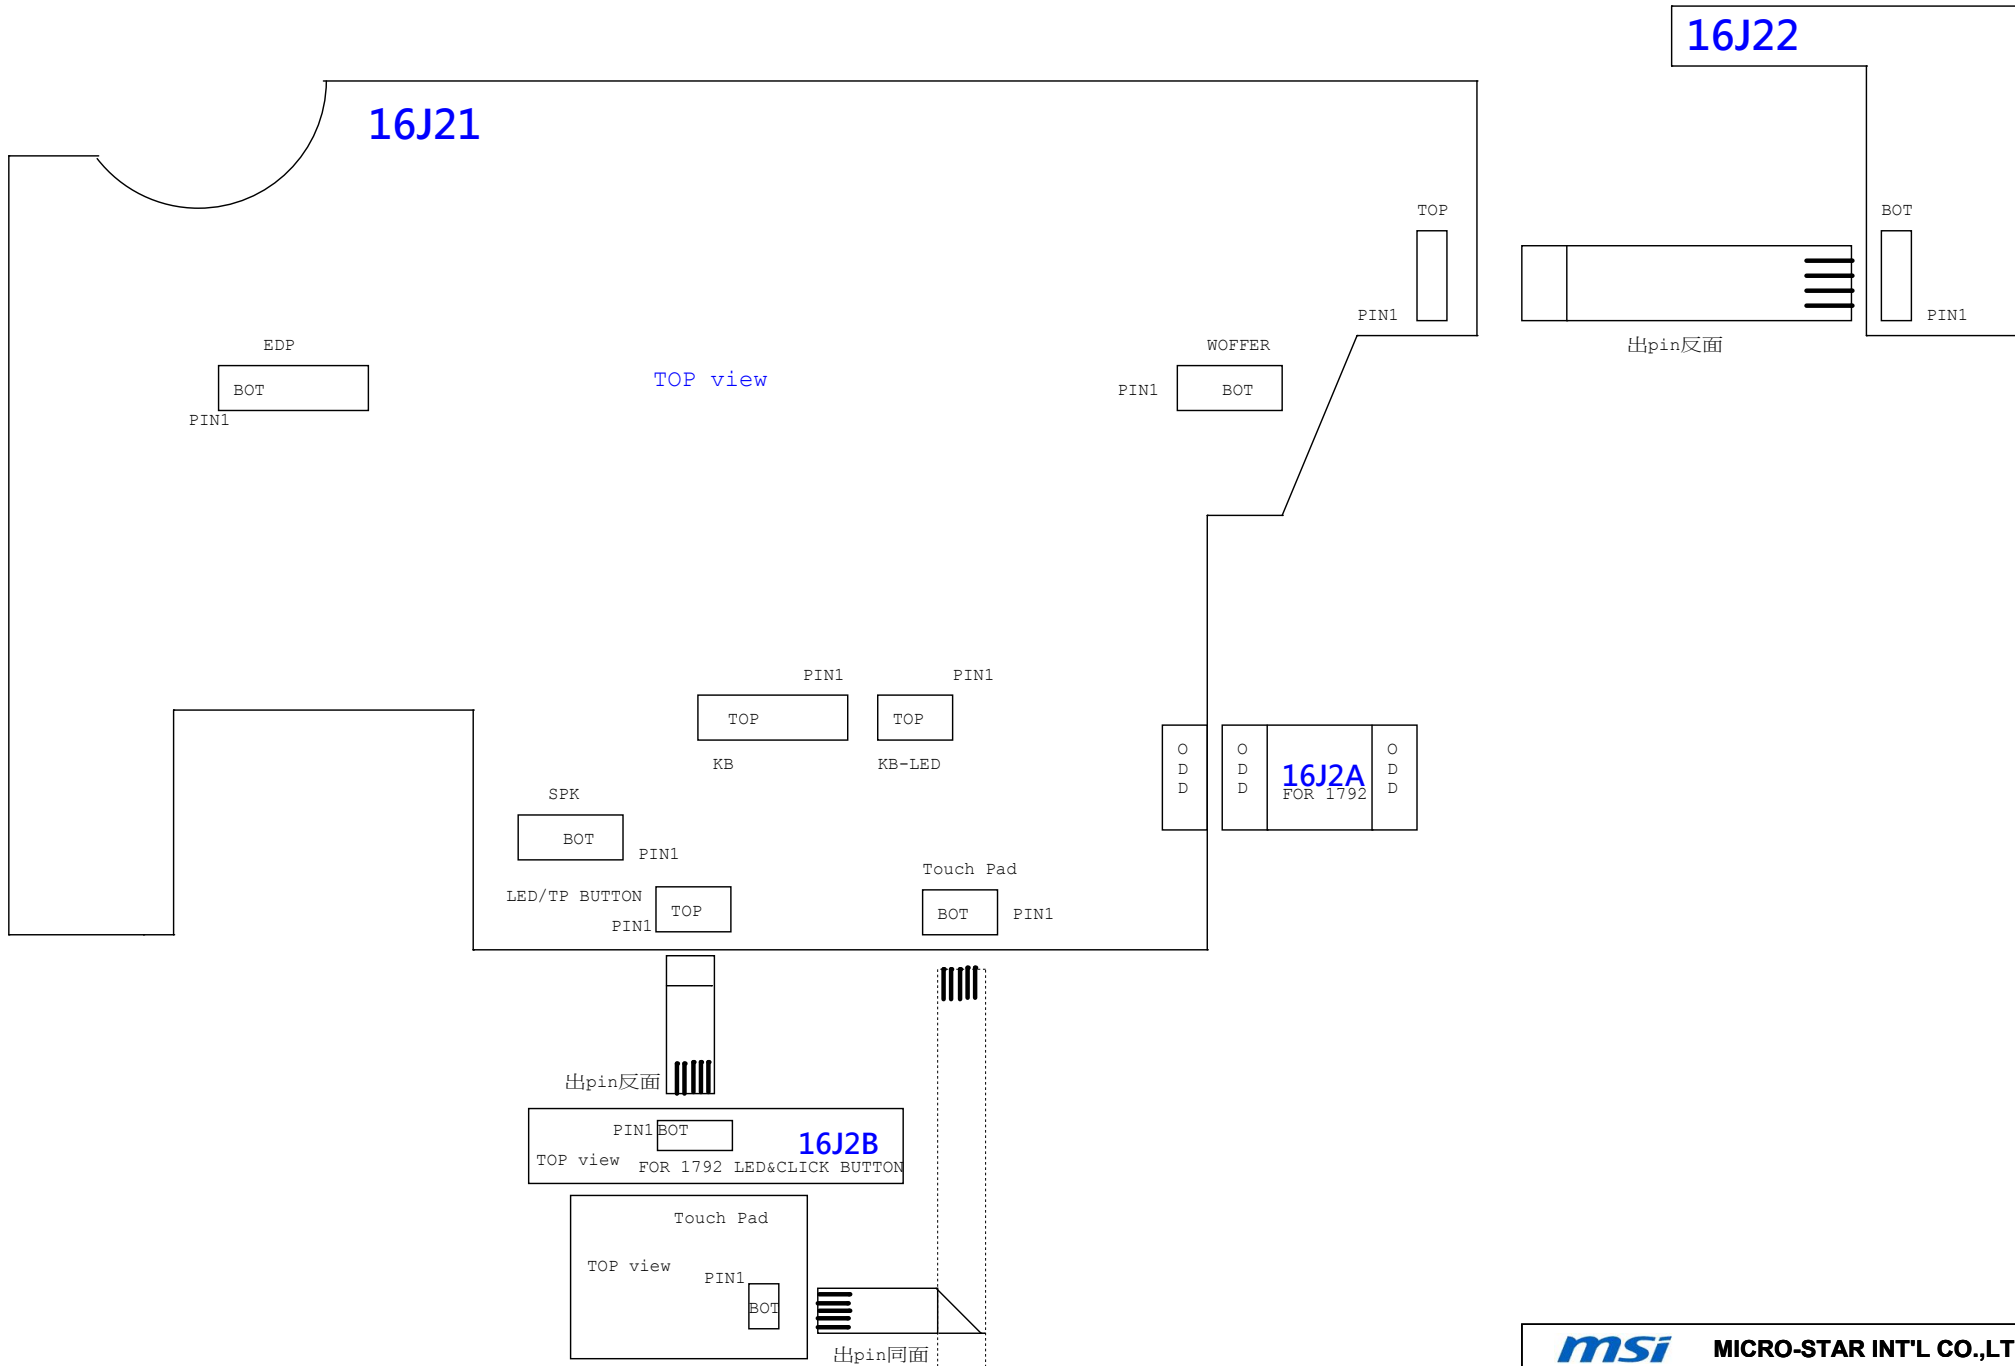 16J22
16J21
TOP
BOT
PIN1
PIN1
出pin反面
EDP
WOFFER
TOP view
BOT
PIN1
PIN1
BOT
PIN1
PIN1
TOP
TOP
KB
KB-LED
ODD
ODD
16J2A
FOR 1792
ODD
SPK
BOT
PIN1
Touch Pad
LED/TP BUTTON
PIN1
TOP
BOT
PIN1
出pin反面
PIN1
BOT
16J2B
TOP view
FOR 1792 LED&CLICK BUTTON
Touch Pad
TOP view
PIN1
BOT
出pin同面
msi
MICRO-STAR INT'L CO.,LT